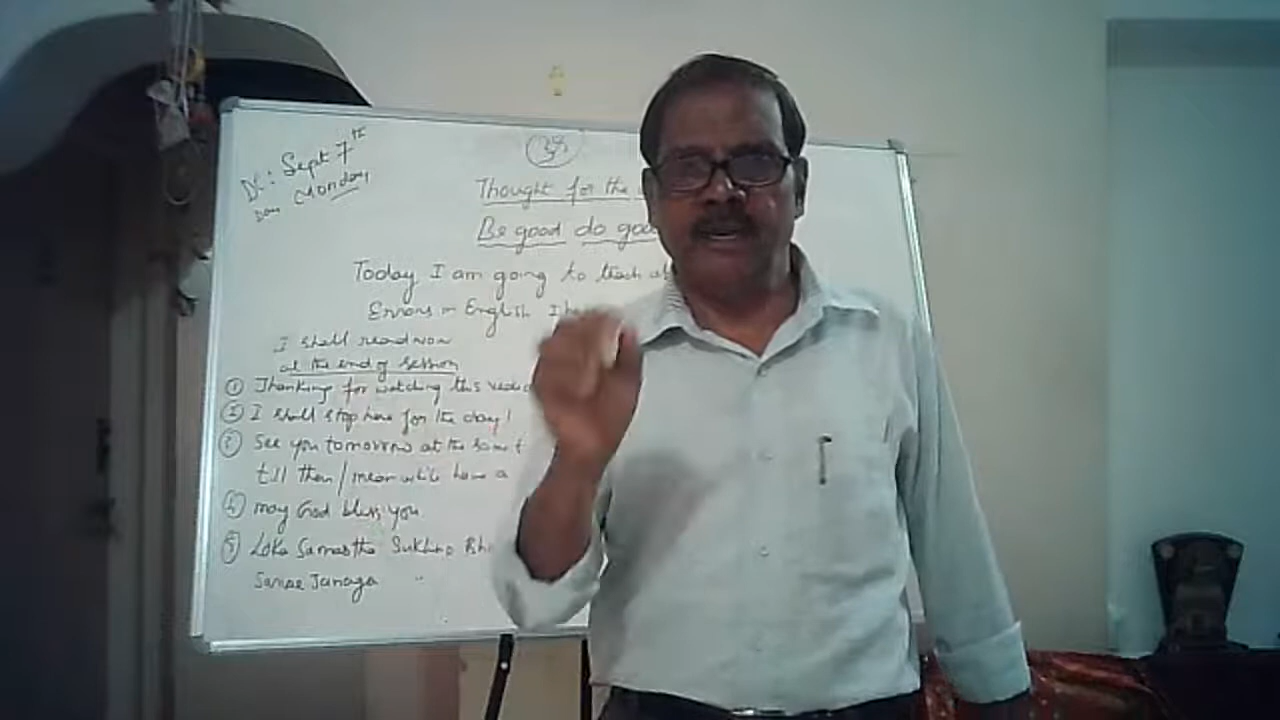 Dt: Sept 7th
Day Monday
ॐ
Thought for the
Be good do good
Today I am going to teach
Errors in English I
I shall read now
at the end of session
① Thanking for watching this video
② I shall stop here for the day!
③ See you tomorrow at the same t
till then/mean while have a
④ may God bless you
⑤ Loka Samastha Sukhino Bh